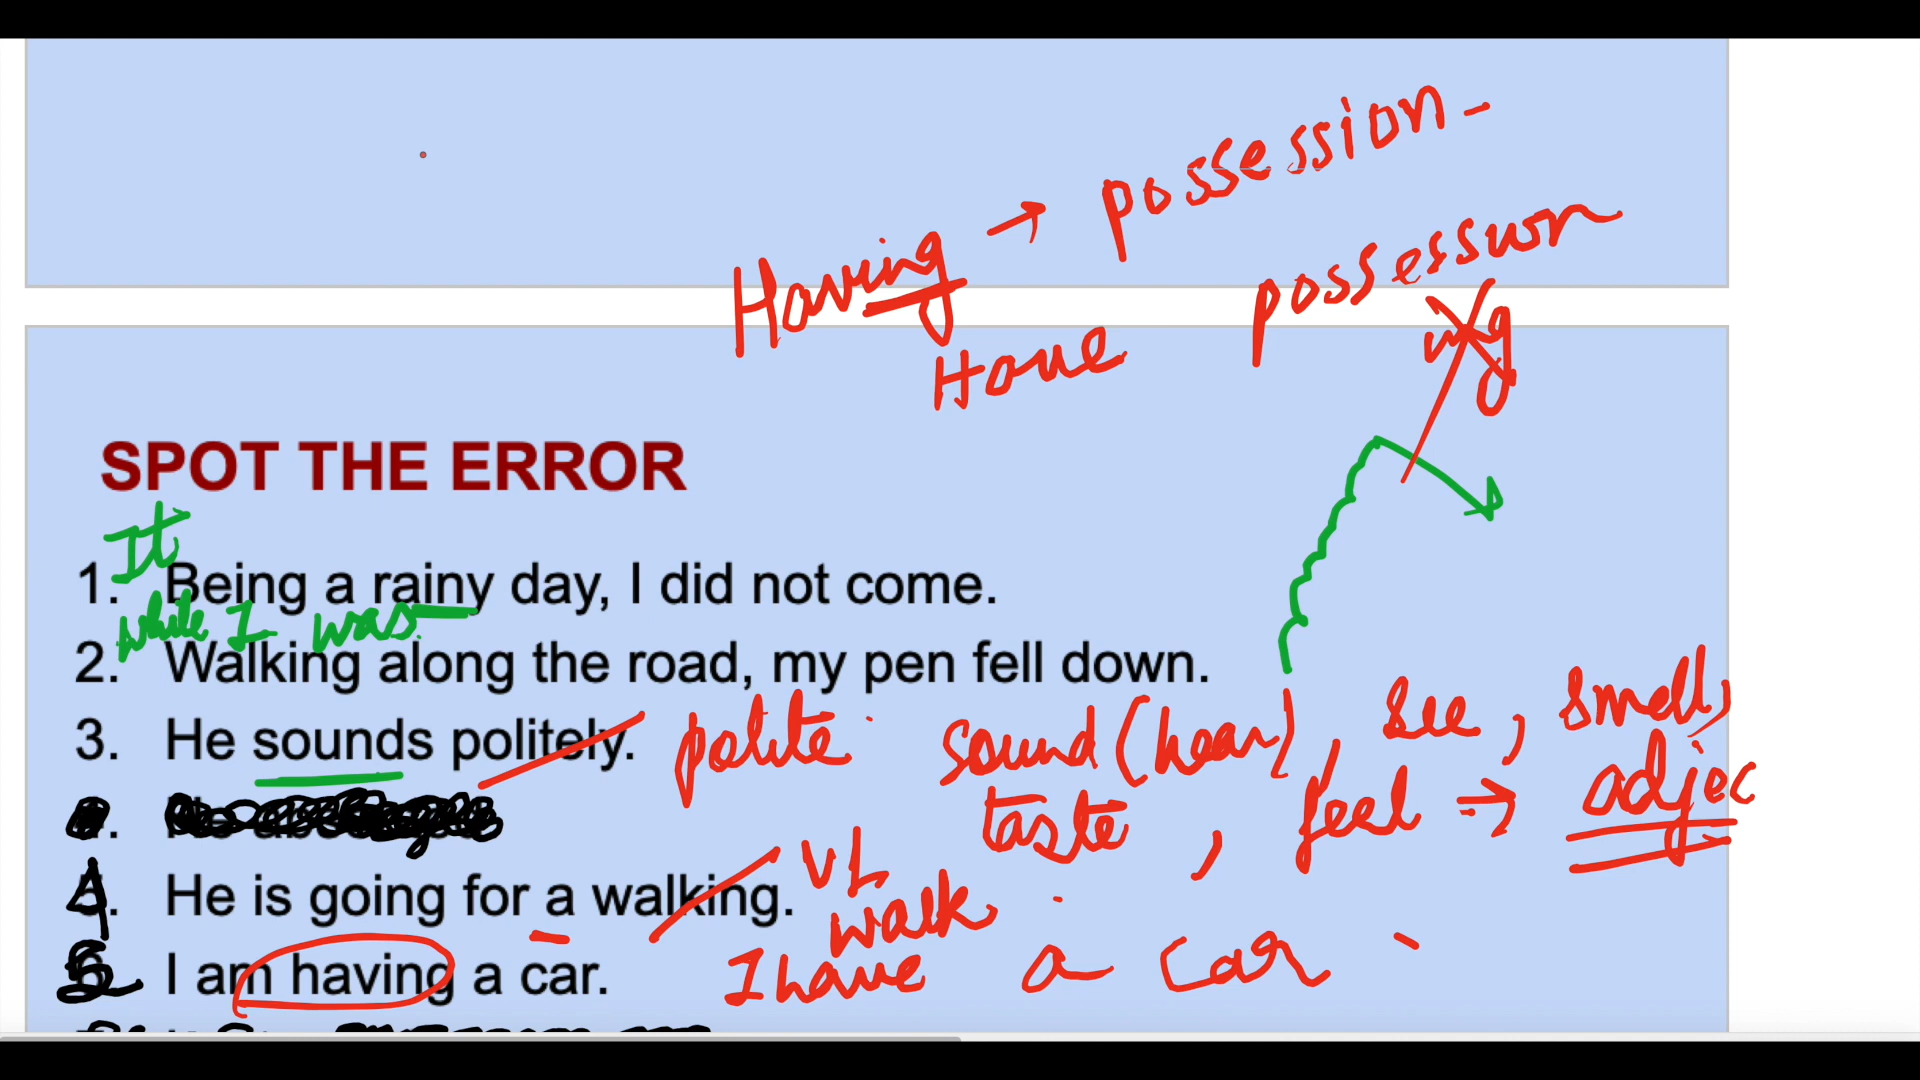 Having → possession -
Have possession
ing
SPOT THE ERROR
It
1. Being a rainy day, I did not come.
while I was
2. Walking along the road, my pen fell down.
3. He sounds politely. polite sound (hear), see, smell,
taste, feel → adjec
4. He is going for a walking. walk
5 I am having a car. I have a car